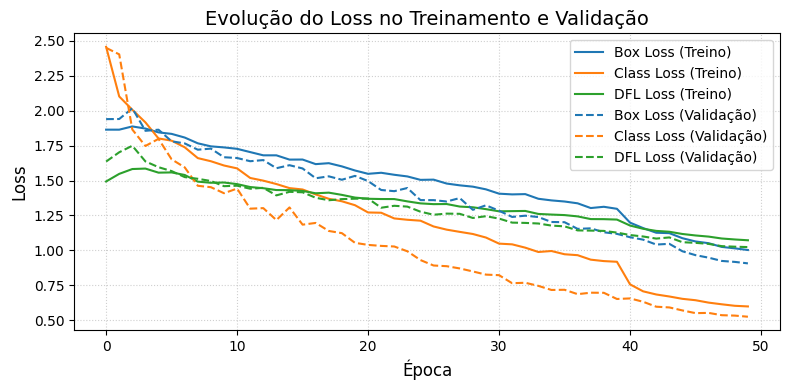 Evolução do Loss no Treinamento e Validação
Loss
2.50
2.25
2.00
1.75
1.50
1.25
1.00
0.75
0.50
Box Loss (Treino)
Class Loss (Treino)
DFL Loss (Treino)
Box Loss (Validação)
Class Loss (Validação)
DFL Loss (Validação)
0
10
20
30
40
50
Época